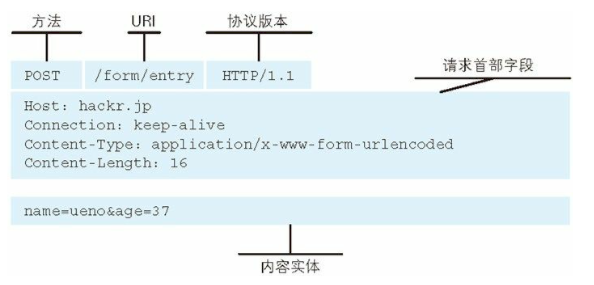 方法 URI 协议版本
请求首部字段
POST /form/entry HTTP/1.1
Host: hackr.jp
Connection: keep-alive
Content-Type: application/x-www-form-urlencoded
Content-Length: 16
name=ueno&age=37
内容实体